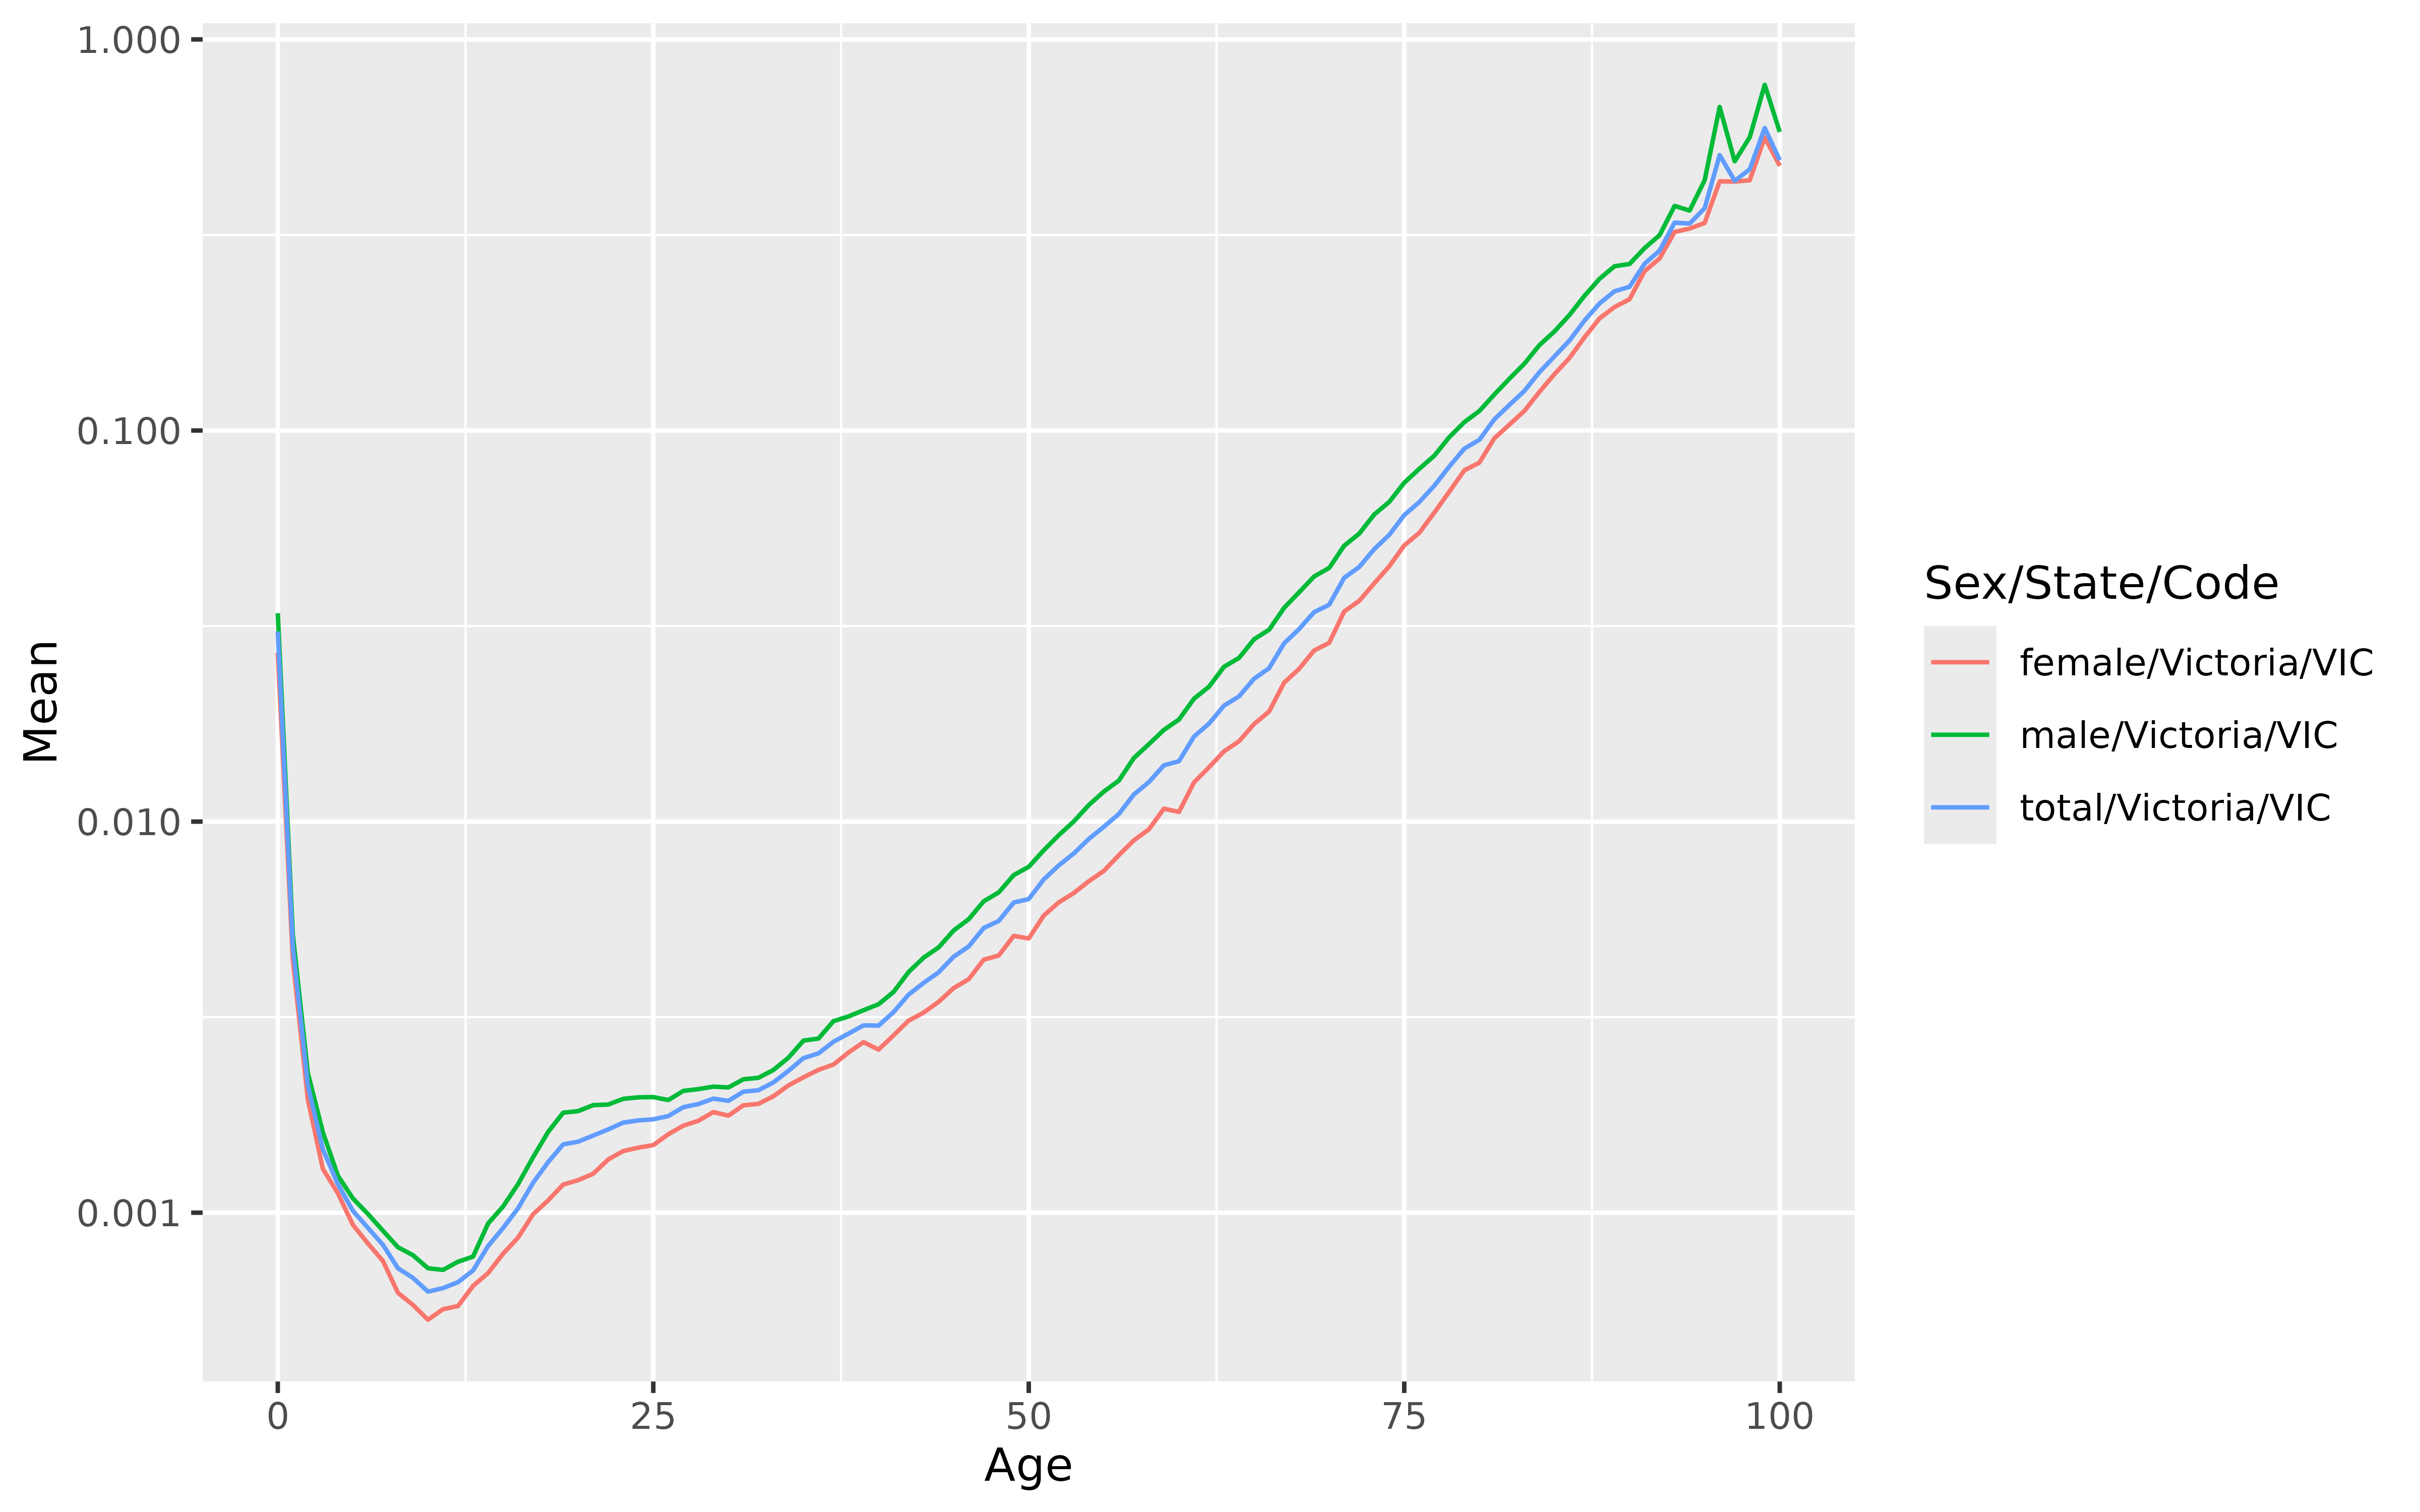 1.000
0.100
0.010
0.001
Mean
0 25 50 75 100
Age
Sex/State/Code
female/Victoria/VIC
male/Victoria/VIC
total/Victoria/VIC